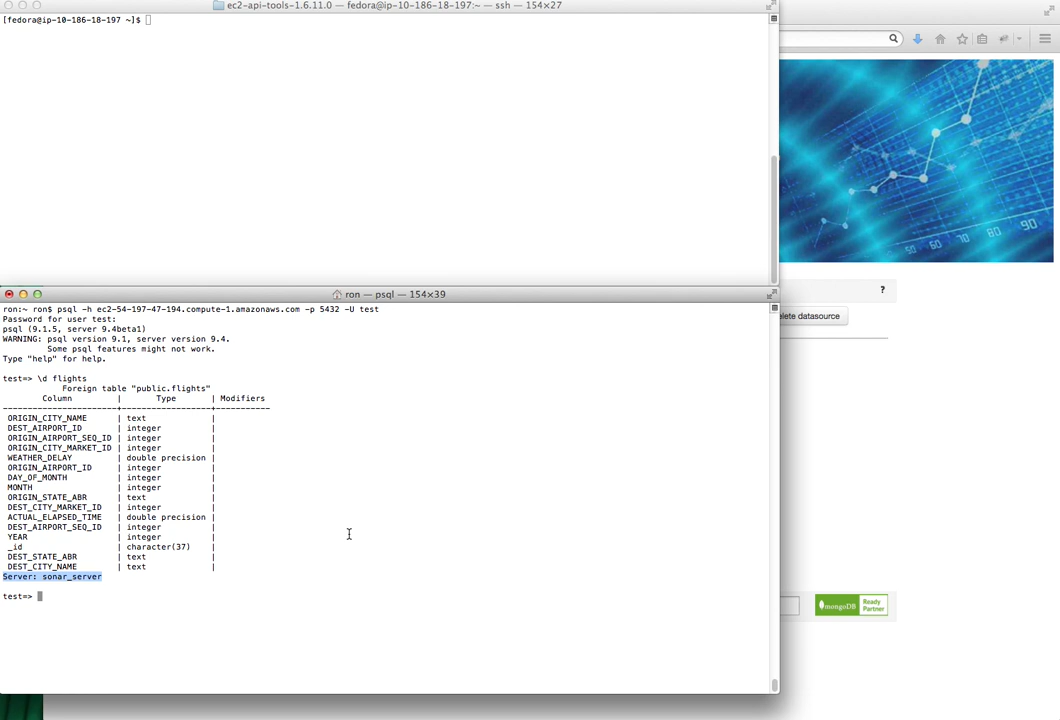 ec2-api-tools-1.6.11.0 — fedora@ip-10-186-18-197:~ — ssh — 154×27
[fedora@ip-10-186-18-197 ~]$
50 60 70 80 90
ron — psql — 154×39
ron:~ ron$ psql -h ec2-54-197-47-194.compute-1.amazonaws.com -p 5432 -U test
Password for user test:
psql (9.1.5, server 9.4beta1)
WARNING: psql version 9.1, server version 9.4.
         Some psql features might not work.
Type "help" for help.
test=> \d flights
            Foreign table "public.flights"
        Column         |       Type       | Modifiers
-----------------------+------------------+-----------
 ORIGIN_CITY_NAME      | text             |
 DEST_AIRPORT_ID       | integer          |
 ORIGIN_AIRPORT_SEQ_ID | integer          |
 ORIGIN_CITY_MARKET_ID | integer          |
 WEATHER_DELAY         | double precision |
 ORIGIN_AIRPORT_ID     | integer          |
 DAY_OF_MONTH          | integer          |
 MONTH                 | integer          |
 ORIGIN_STATE_ABR      | text             |
 DEST_CITY_MARKET_ID   | integer          |
 ACTUAL_ELAPSED_TIME   | double precision |
 DEST_AIRPORT_SEQ_ID   | integer          |
 YEAR                  | integer          |
 _id                   | character(37)    |
 DEST_STATE_ABR        | text             |
 DEST_CITY_NAME        | text             |
Server: sonar_server
test=>
?
elete datasource
mongoDB
Ready
Partner